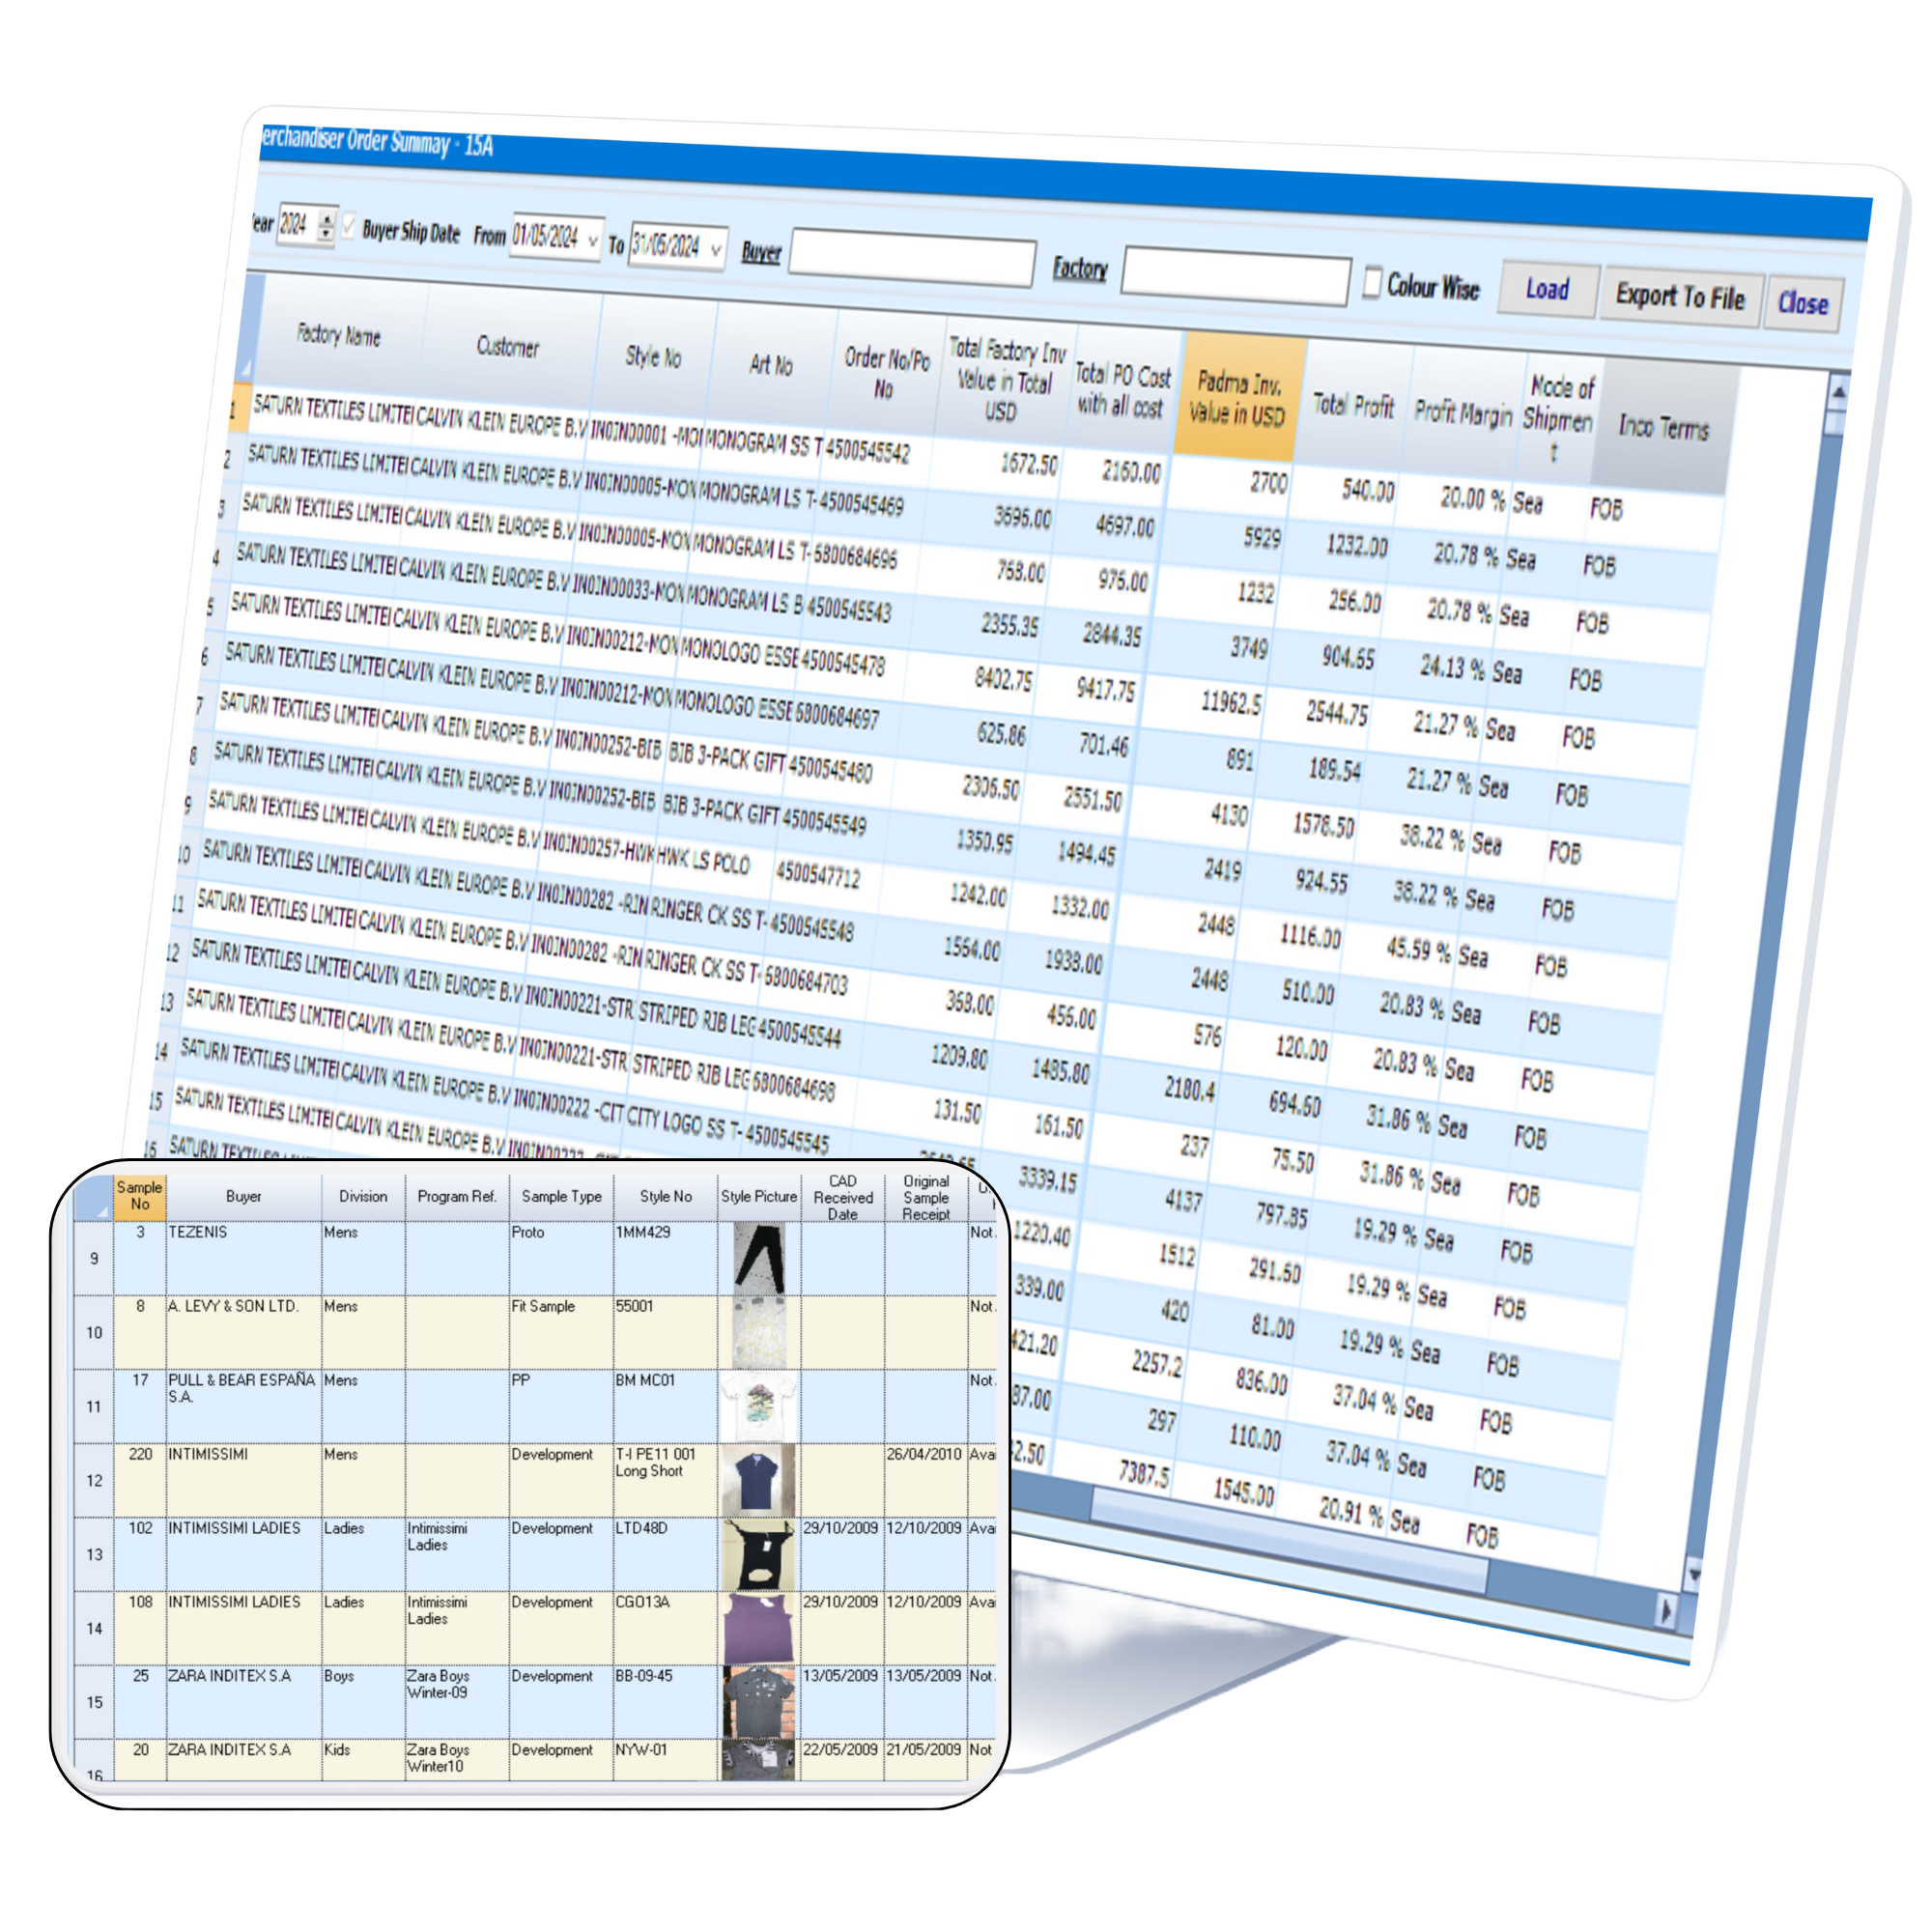 erchandiser Order Summay - 15A
Year 2024 Buyer Ship Date From 01/05/2024 To 31/05/2024 Buyer Factory Colour Wise Load Export To File Close
Factory Name Customer Style No Art No Order No/Po No Total Factory Inv Value in Total USD Total PO Cost with all cost Padma Inv. Value in USD Total Profit Profit Margin Mode of Shipment Inco Terms
1 SATURN TEXTILES LIMITE CALVIN KLEIN EUROPE B.V IN0IN00001 -MO MONOGRAM SS T 4500545542 1672.50 2160.00 2700 540.00 20.00 % Sea FOB
2 SATURN TEXTILES LIMITE CALVIN KLEIN EUROPE B.V IN0IN00005-MON MONOGRAM LS T- 4500545469 3696.00 4697.00 5929 1232.00 20.78 % Sea FOB
3 SATURN TEXTILES LIMITE CALVIN KLEIN EUROPE B.V IN0IN00005-MON MONOGRAM LS T- 6800684696 768.00 976.00 1232 256.00 20.78 % Sea FOB
4 SATURN TEXTILES LIMITE CALVIN KLEIN EUROPE B.V IN0IN00033-MON MONOGRAM LS B 4500545543 2355.35 2844.35 3749 904.65 24.13 % Sea FOB
5 SATURN TEXTILES LIMITE CALVIN KLEIN EUROPE B.V IN0IN00212-MON MONOLOGO ESSE 4500545478 8402.75 9417.75 11962.5 2544.75 21.27 % Sea FOB
6 SATURN TEXTILES LIMITE CALVIN KLEIN EUROPE B.V IN0IN00212-MON MONOLOGO ESSE 6800684697 625.86 701.46 891 189.54 21.27 % Sea FOB
7 SATURN TEXTILES LIMITE CALVIN KLEIN EUROPE B.V IN0IN00252-BIB BIB 3-PACK GIFT 4500545480 2306.50 2551.50 4130 1578.50 38.22 % Sea FOB
8 SATURN TEXTILES LIMITE CALVIN KLEIN EUROPE B.V IN0IN00252-BIB BIB 3-PACK GIFT 4500545549 1350.95 1494.45 2419 924.55 38.22 % Sea FOB
9 SATURN TEXTILES LIMITE CALVIN KLEIN EUROPE B.V IN0IN00257-HWK HWK LS POLO 4500547712 1242.00 1332.00 2448 1116.00 45.59 % Sea FOB
10 SATURN TEXTILES LIMITE CALVIN KLEIN EUROPE B.V IN0IN00282 -RIN RINGER CK SS T- 4500545548 1564.00 1938.00 2448 510.00 20.83 % Sea FOB
11 SATURN TEXTILES LIMITE CALVIN KLEIN EUROPE B.V IN0IN00282 -RIN RINGER CK SS T- 6800684703 368.00 456.00 576 120.00 20.83 % Sea FOB
12 SATURN TEXTILES LIMITE CALVIN KLEIN EUROPE B.V IN0IN00221-STR STRIPED RIB LEG 4500545544 1209.80 1485.80 2180.4 694.60 31.86 % Sea FOB
13 SATURN TEXTILES LIMITE CALVIN KLEIN EUROPE B.V IN0IN00221-STR STRIPED RIB LEG 6800684698 131.50 161.50 237 75.50 31.86 % Sea FOB
14 SATURN TEXTILES LIMITE CALVIN KLEIN EUROPE B.V IN0IN00222 -CIT CITY LOGO SS T- 4500545545 3339.15 4137 797.85 19.29 % Sea FOB
15 SATURN TEXTILES LIMITE CALVIN KLEIN EUROPE B.V 1220.40 1512 291.60 19.29 % Sea FOB
16 SATURN TEXTILES 339.00 420 81.00 19.29 % Sea FOB
421.20 2257.2 836.00 37.04 % Sea FOB
87.00 297 110.00 37.04 % Sea FOB
2.50 7387.5 1545.00 20.91 % Sea FOB
Sample No Buyer Division Program Ref. Sample Type Style No Style Picture CAD Received Date Original Sample Receipt
9 3 TEZENIS Mens Proto 1MM429 Not
10 8 A. LEVY & SON LTD. Mens Fit Sample 55001 Not
11 17 PULL & BEAR ESPAÑA S.A. Mens PP BM MC01 Not
12 220 INTIMISSIMI Mens Development T-I PE11 001 Long Short 26/04/2010 Avai
13 102 INTIMISSIMI LADIES Ladies Intimissimi Ladies Development LTD48D 29/10/2009 12/10/2009 Avai
14 108 INTIMISSIMI LADIES Ladies Intimissimi Ladies Development CGO13A 29/10/2009 12/10/2009 Avai
15 25 ZARA INDITEX S.A Boys Zara Boys Winter-09 Development BB-09-45 13/05/2009 13/05/2009 Not
16 20 ZARA INDITEX S.A Kids Zara Boys Winter10 Development NYW-01 22/05/2009 21/05/2009 Not